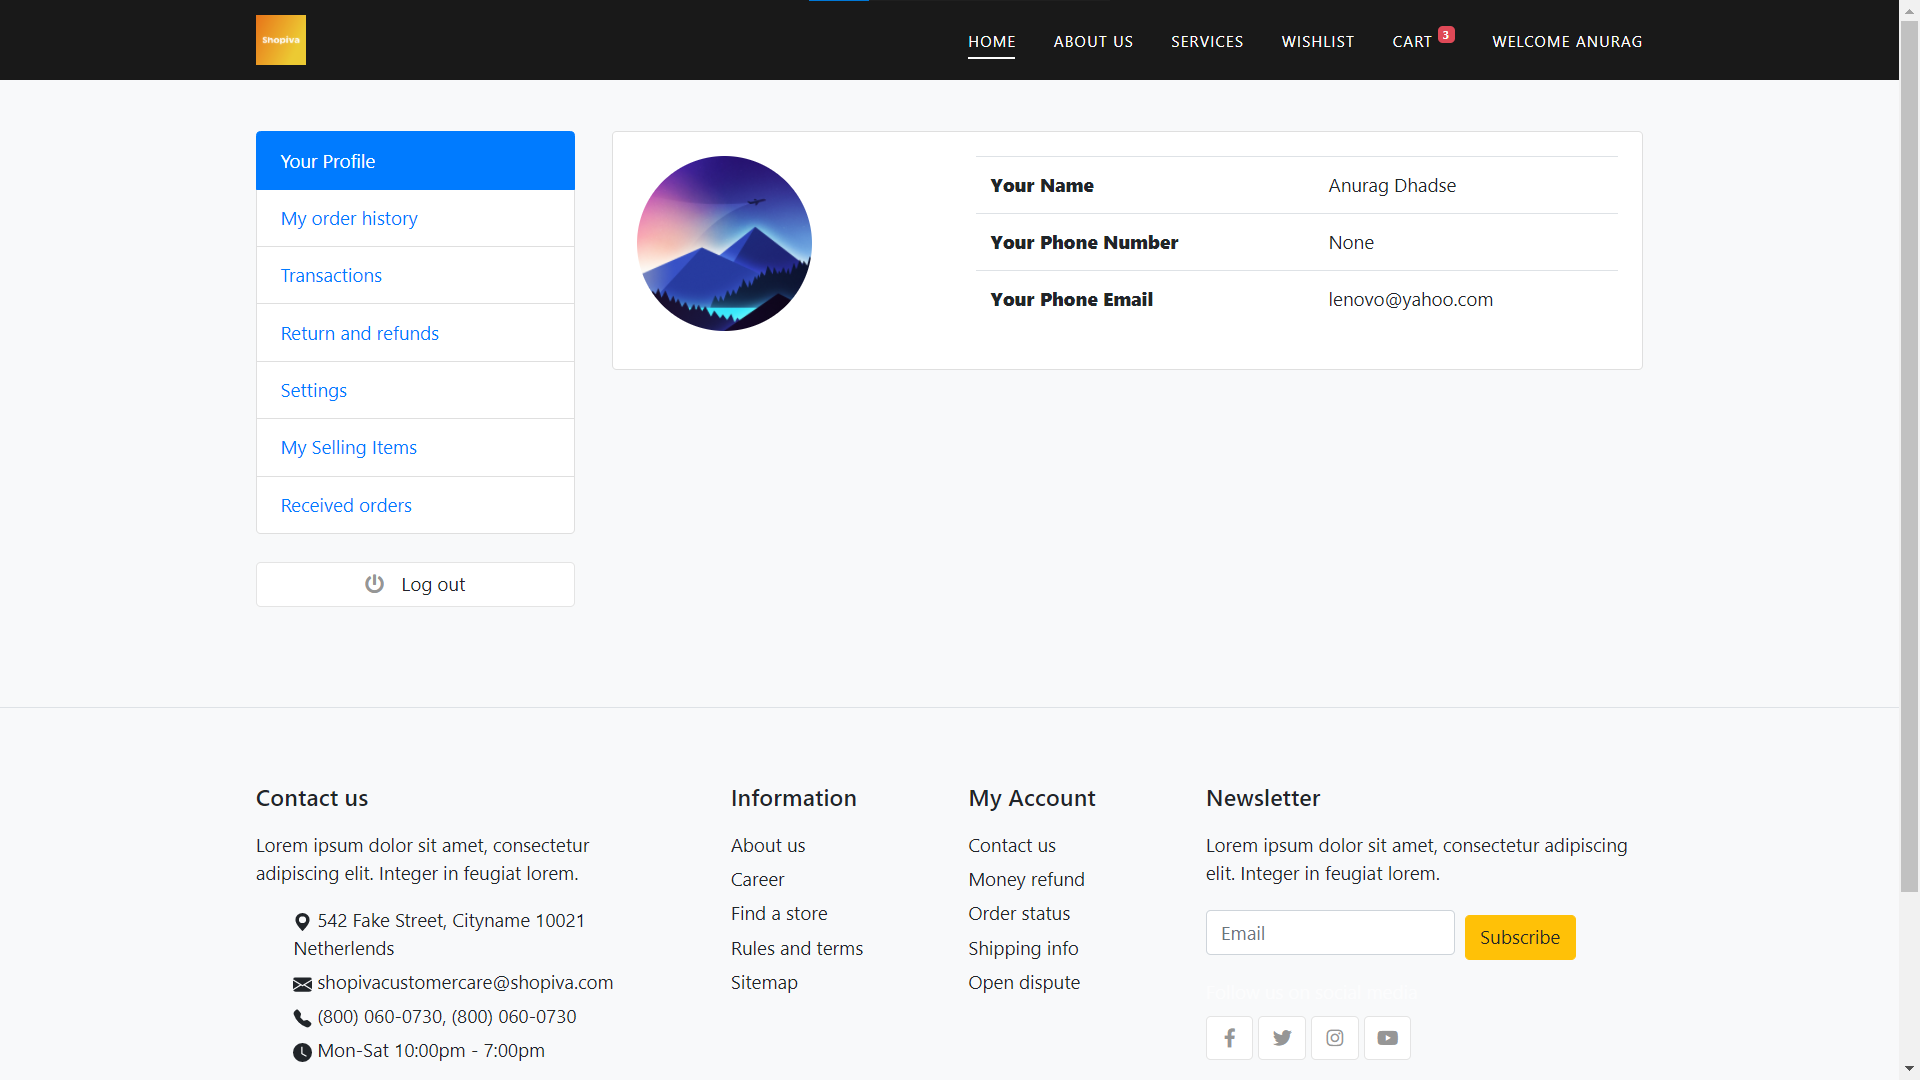 Shopiva
HOME ABOUT US SERVICES WISHLIST CART 3 WELCOME ANURAG
Your Profile
My order history
Transactions
Return and refunds
Settings
My Selling Items
Received orders
Log out
Your Name Anurag Dhadse
Your Phone Number None
Your Phone Email lenovo@yahoo.com
Contact us
Lorem ipsum dolor sit amet, consectetur
adipiscing elit. Integer in feugiat lorem.
542 Fake Street, Cityname 10021
Netherlends
shopivacustomercare@shopiva.com
(800) 060-0730, (800) 060-0730
Mon-Sat 10:00pm - 7:00pm
Information
About us
Career
Find a store
Rules and terms
Sitemap
My Account
Contact us
Money refund
Order status
Shipping info
Open dispute
Newsletter
Lorem ipsum dolor sit amet, consectetur adipiscing
elit. Integer in feugiat lorem.
Email
Subscribe